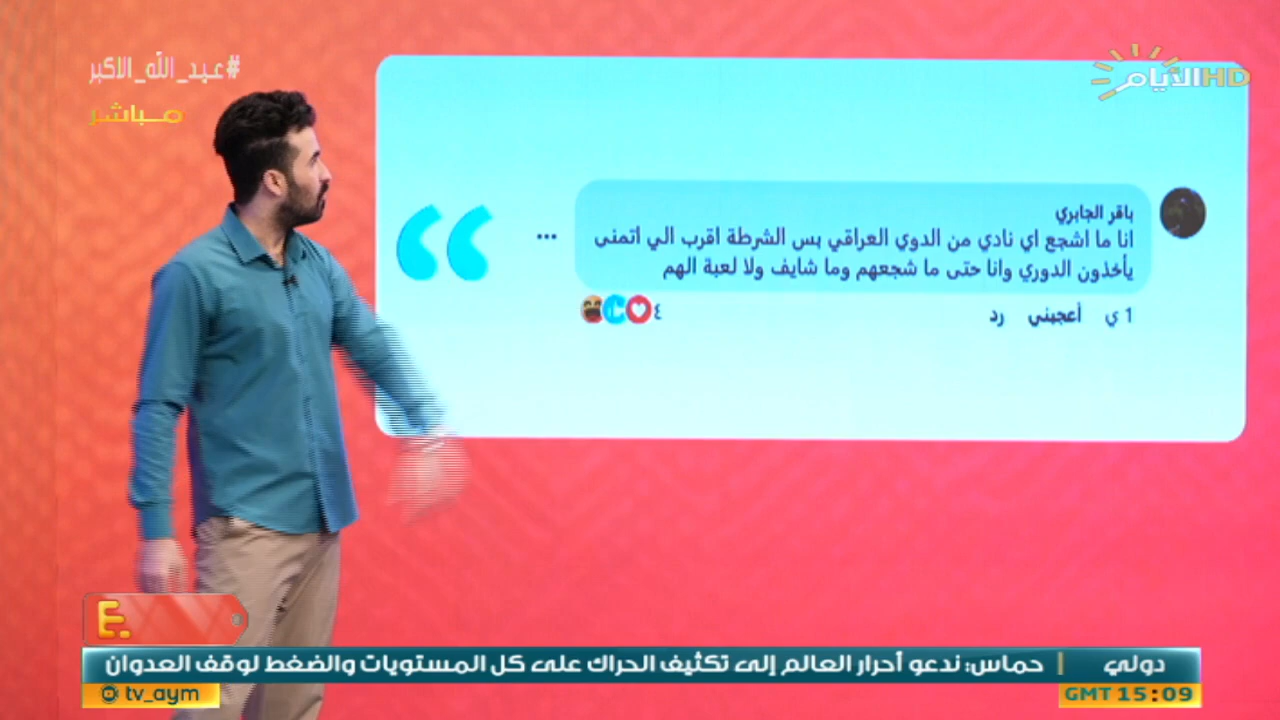 #عبد_الله_الاكبر
مباشر
الأيام HD
باقر الجابري
انا ما اشجع اي نادي من الدوي العراقي بس الشرطة اقرب الي اتمنى
يأخذون الدوري وانا حتى ما شجعهم وما شايف ولا لعبة الهم
1 ي أعجبني رد
٤
دولي | حماس: ندعو أحرار العالم إلى تكثيف الحراك على كل المستويات والضغط لوقف العدوان
tv_aym
GMT 15:09